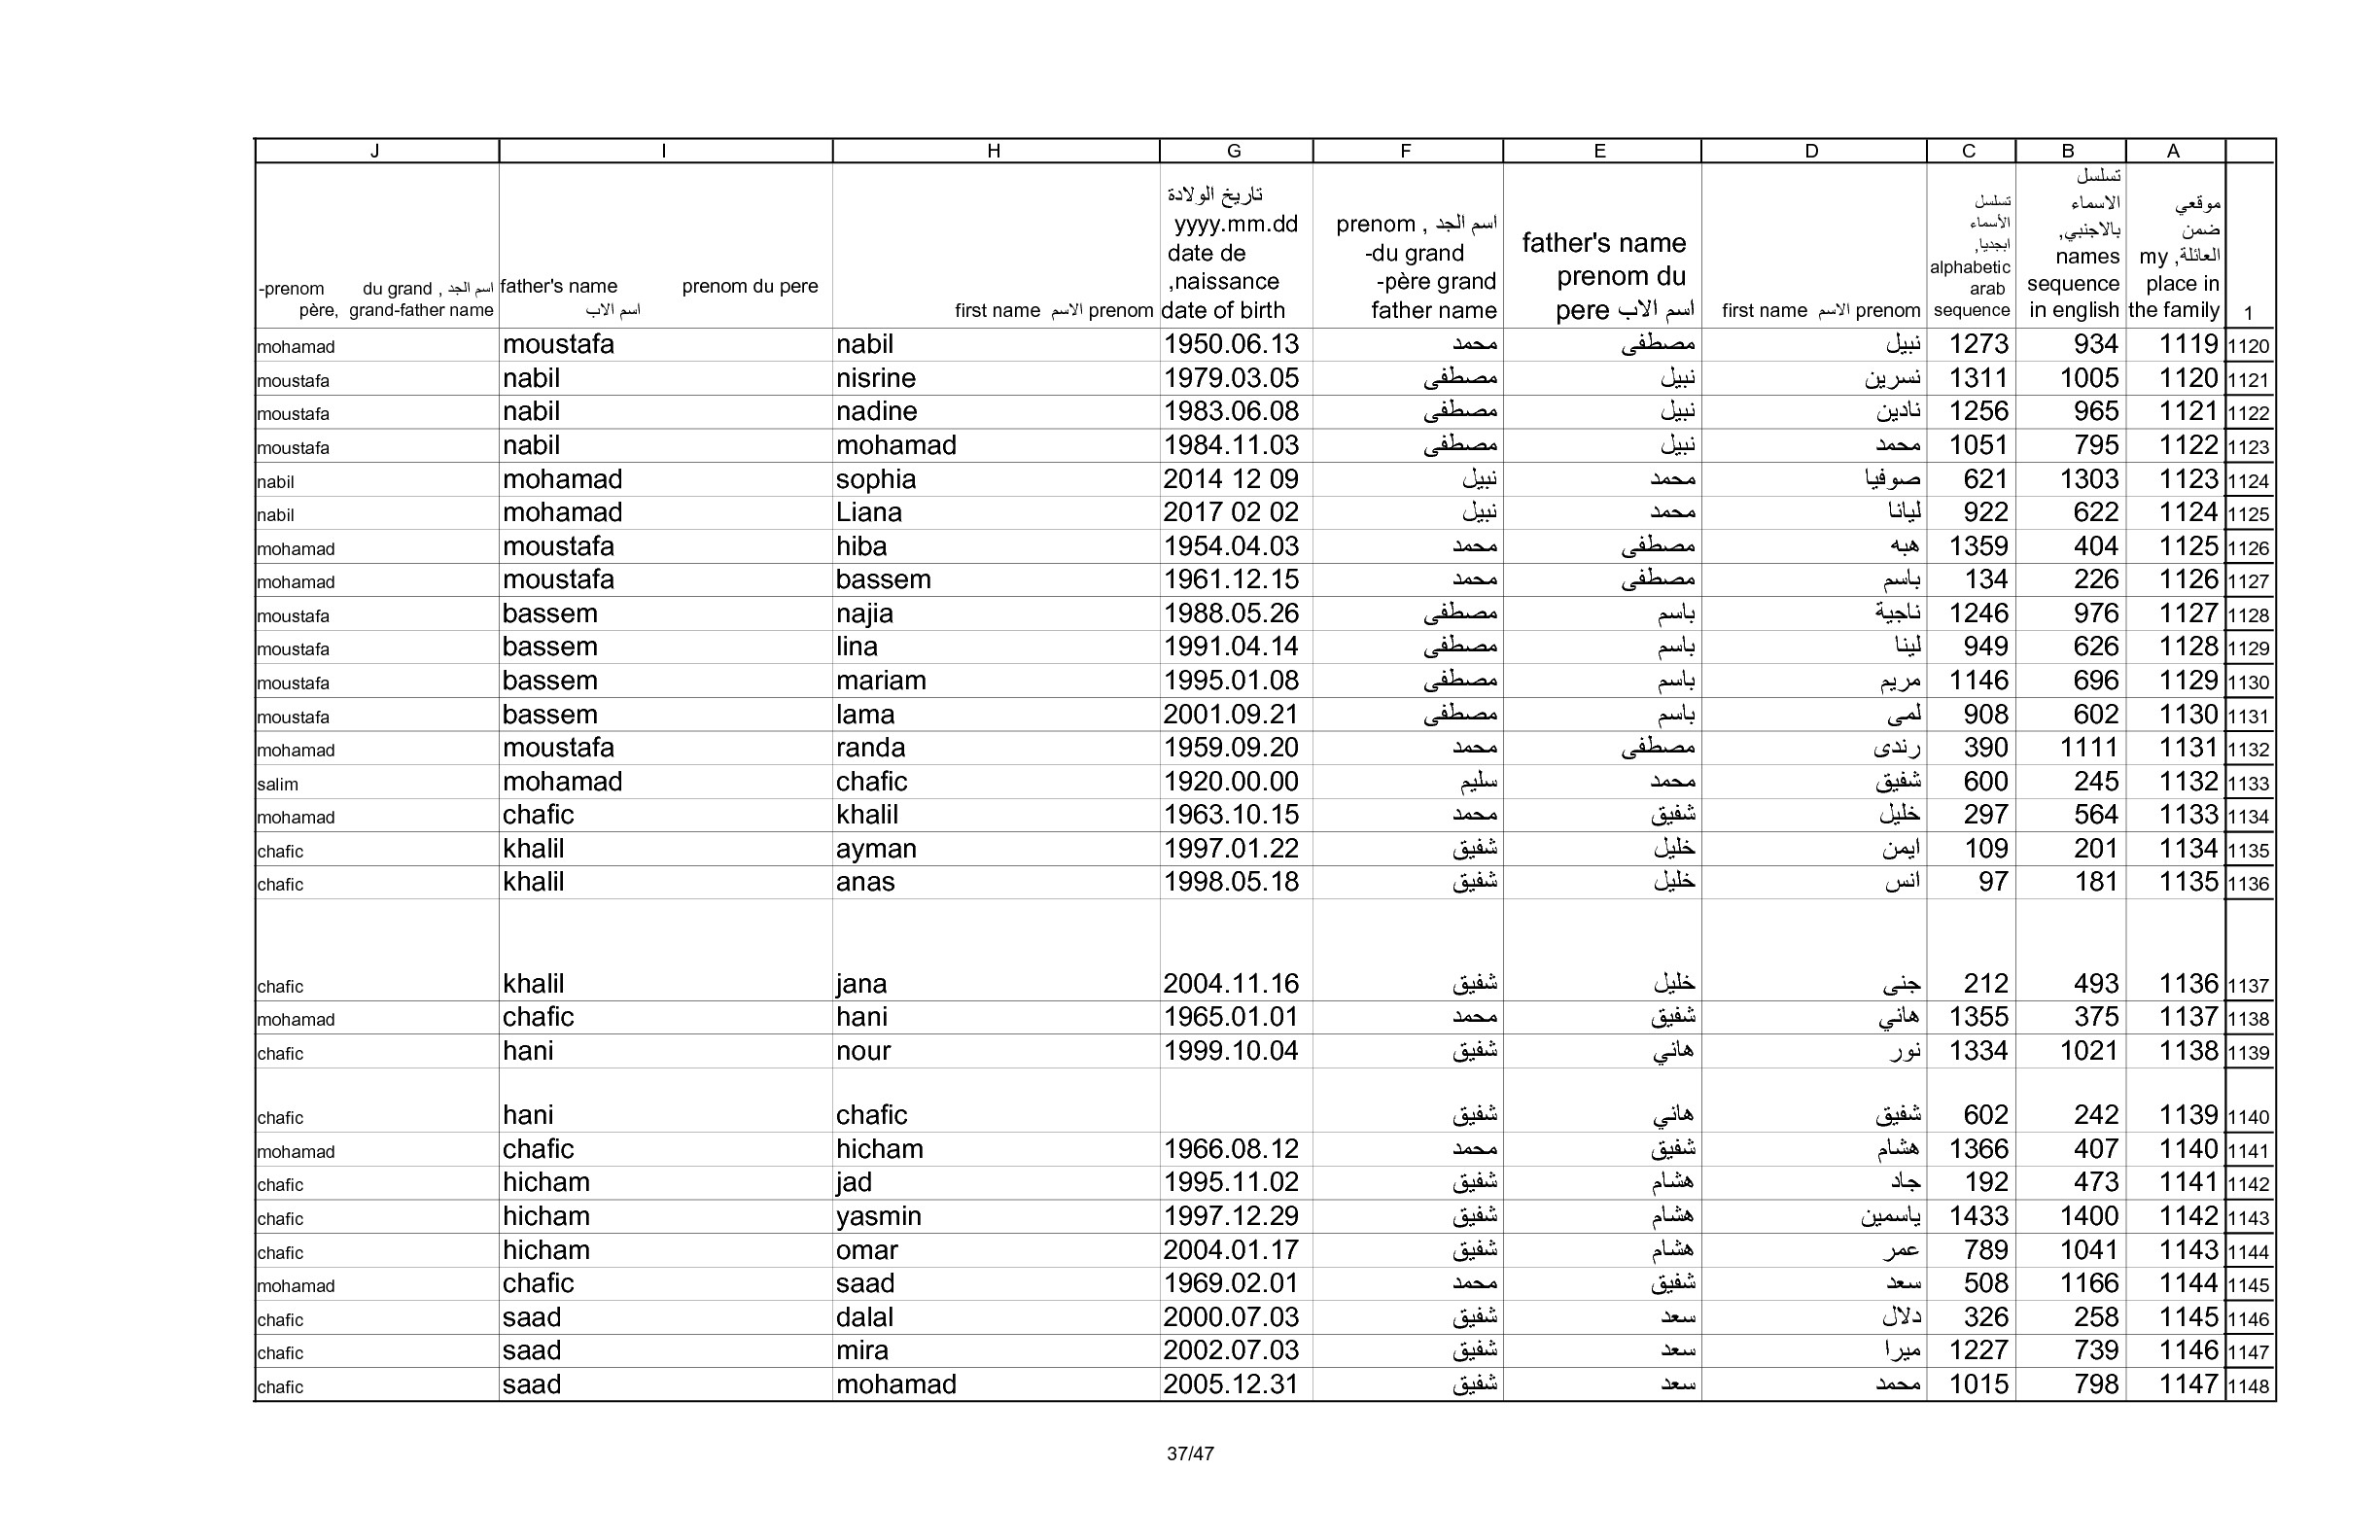 J I H G F E D C B A
-prenom du grand , اسم الجد père, grand-father name | father's name prenom du pere اسم الاب | first name الاسم prenom | تاريخ الولادة yyyy.mm.dd date de ,naissance date of birth | prenom , اسم الجد -du grand -père grand father name | father's name prenom du pere اسم الاب | first name الاسم prenom | تسلسل الأسماء ابجديا, alphabetic arab sequence | تسلسل الاسماء بالاجنبي, names sequence in english | موقعي ضمن العائلة, my place in the family | 1
mohamad moustafa nabil 1950.06.13 محمد مصطفى نبيل 1273 934 1119 1120
moustafa nabil nisrine 1979.03.05 مصطفى نبيل نسرين 1311 1005 1120 1121
moustafa nabil nadine 1983.06.08 مصطفى نبيل نادين 1256 965 1121 1122
moustafa nabil mohamad 1984.11.03 مصطفى نبيل محمد 1051 795 1122 1123
nabil mohamad sophia 2014 12 09 نبيل محمد صوفيا 621 1303 1123 1124
nabil mohamad Liana 2017 02 02 نبيل محمد ليانا 922 622 1124 1125
mohamad moustafa hiba 1954.04.03 محمد مصطفى هبه 1359 404 1125 1126
mohamad moustafa bassem 1961.12.15 محمد مصطفى باسم 134 226 1126 1127
moustafa bassem najia 1988.05.26 مصطفى باسم ناجية 1246 976 1127 1128
moustafa bassem lina 1991.04.14 مصطفى باسم لينا 949 626 1128 1129
moustafa bassem mariam 1995.01.08 مصطفى باسم مريم 1146 696 1129 1130
moustafa bassem lama 2001.09.21 مصطفى باسم لمى 908 602 1130 1131
mohamad moustafa randa 1959.09.20 محمد مصطفى رندى 390 1111 1131 1132
salim mohamad chafic 1920.00.00 سليم محمد شفيق 600 245 1132 1133
mohamad chafic khalil 1963.10.15 محمد شفيق خليل 297 564 1133 1134
chafic khalil ayman 1997.01.22 شفيق خليل ايمن 109 201 1134 1135
chafic khalil anas 1998.05.18 شفيق خليل انس 97 181 1135 1136
chafic khalil jana 2004.11.16 شفيق خليل جنى 212 493 1136 1137
mohamad chafic hani 1965.01.01 محمد شفيق هاني 1355 375 1137 1138
chafic hani nour 1999.10.04 شفيق هاني نور 1334 1021 1138 1139
chafic hani chafic شفيق هاني شفيق 602 242 1139 1140
mohamad chafic hicham 1966.08.12 محمد شفيق هشام 1366 407 1140 1141
chafic hicham jad 1995.11.02 شفيق هشام جاد 192 473 1141 1142
chafic hicham yasmin 1997.12.29 شفيق هشام ياسمين 1433 1400 1142 1143
chafic hicham omar 2004.01.17 شفيق هشام عمر 789 1041 1143 1144
mohamad chafic saad 1969.02.01 محمد شفيق سعد 508 1166 1144 1145
chafic saad dalal 2000.07.03 شفيق سعد دلال 326 258 1145 1146
chafic saad mira 2002.07.03 شفيق سعد ميرا 1227 739 1146 1147
chafic saad mohamad 2005.12.31 شفيق سعد محمد 1015 798 1147 1148
37/47